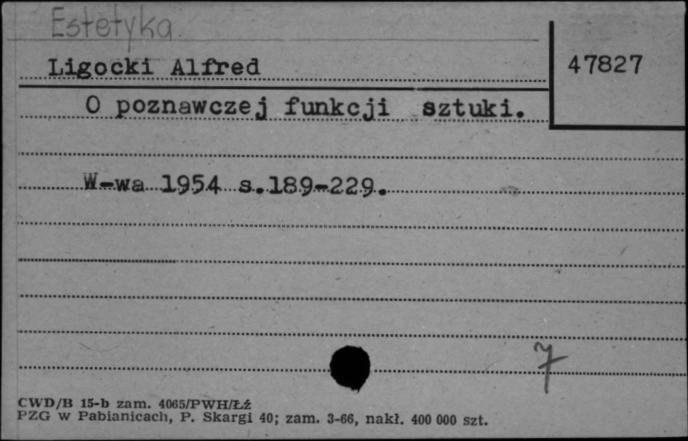 Estetyka.
Ligocki Alfred
47827
O poznawczej funkcji sztuki.
W-wa 1954 s.189-229.
7
CWD/B 15-b zam. 4065/PWH/Łź
PZG w Pabianicach, P. Skargi 40; zam. 3-66, nakł. 400 000 szt.